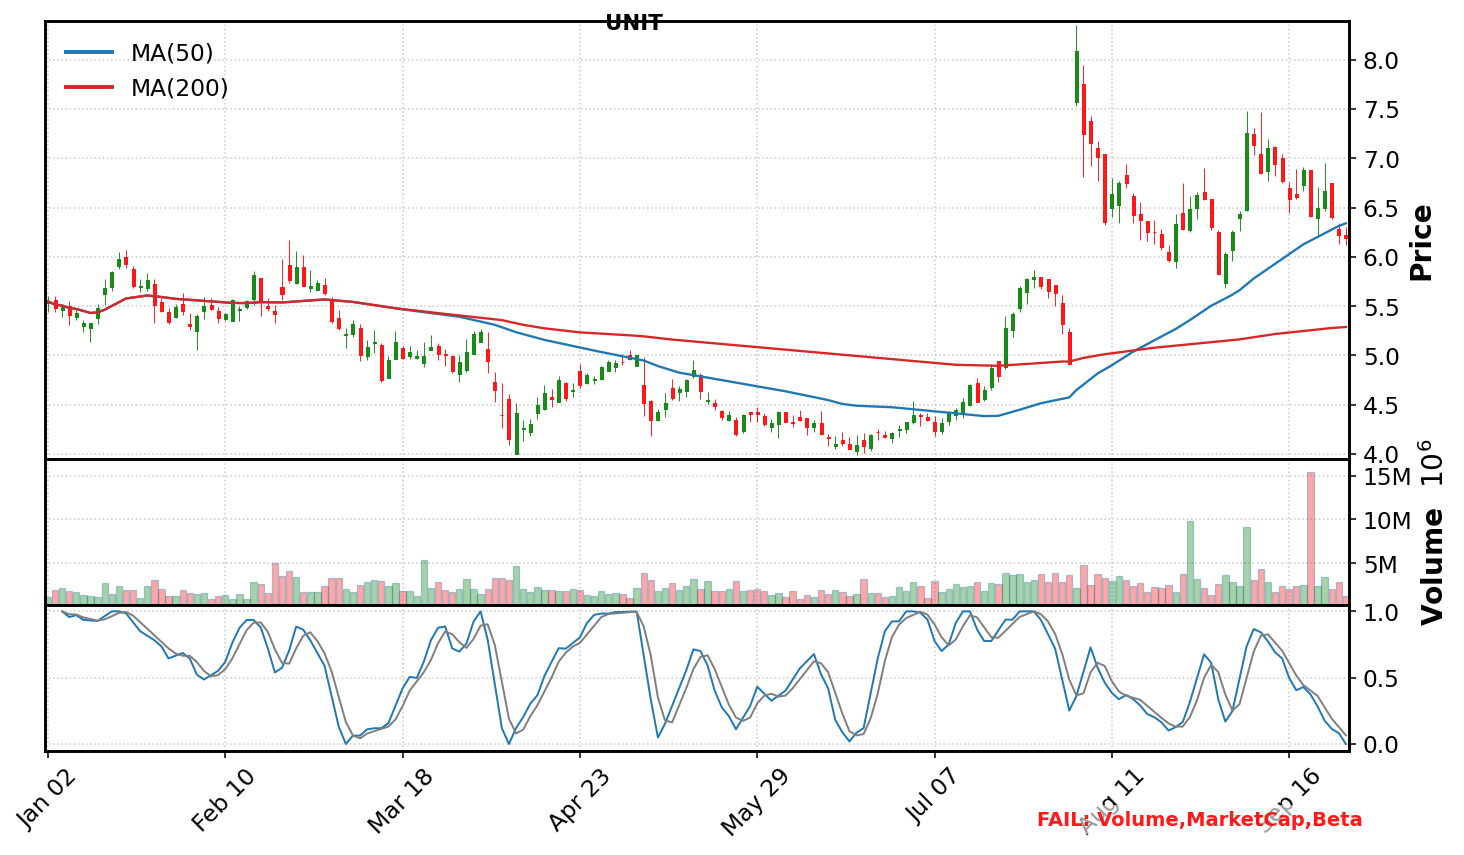 UNIT
MA(50)
MA(200)
8.0
7.5
7.0
6.5
6.0
5.5
5.0
4.5
4.0
Price
15M
10M
5M
Volume 10⁶
1.0
0.5
0.0
Jan 02
Feb 10
Mar 18
Apr 23
May 29
Jul 07
Aug 11
Sep 16
FAIL: Volume,MarketCap,Beta